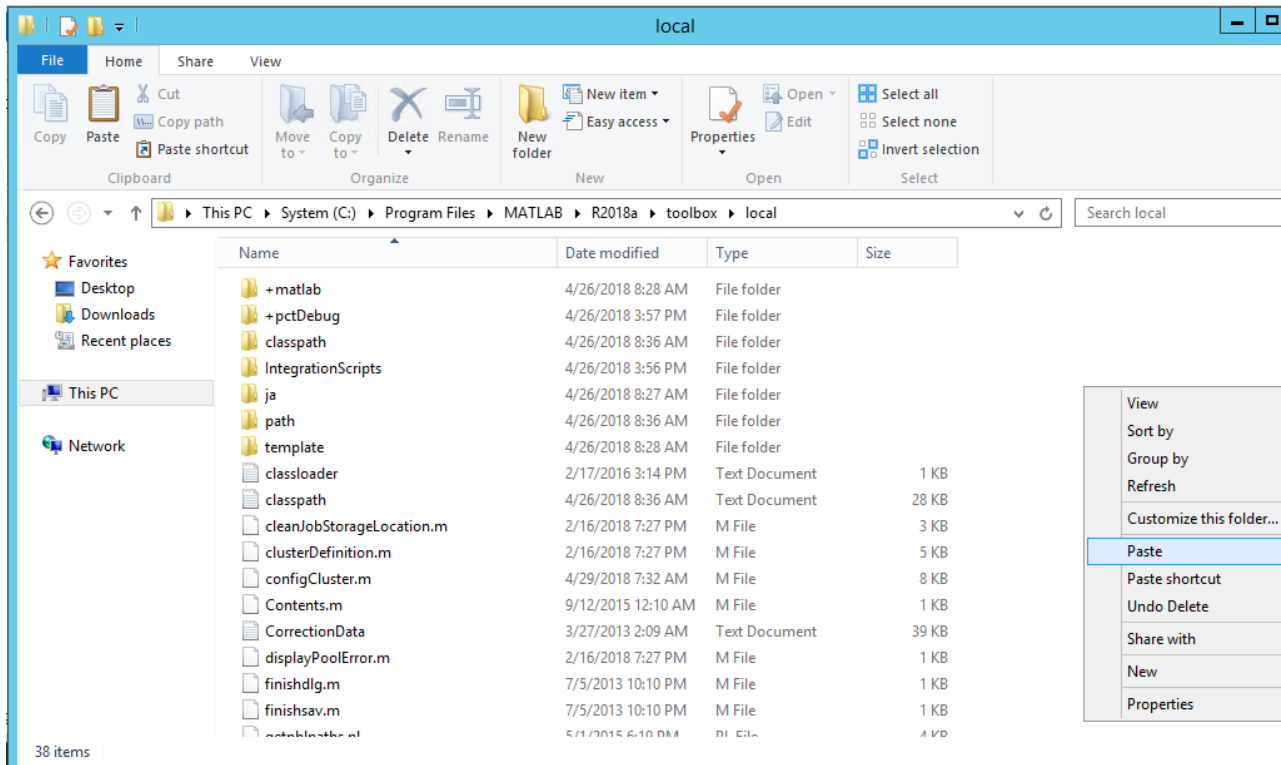 local
File Home Share View
Copy
Paste
Cut
Copy path
Paste shortcut
Clipboard
Move to
Copy to
Delete
Rename
Organize
New folder
New item
Easy access
New
Properties
Open
Edit
Open
Select all
Select none
Invert selection
Select
This PC System (C:) Program Files MATLAB R2018a toolbox local
Search local
Favorites
Desktop
Downloads
Recent places
This PC
Network
Name Date modified Type Size
+matlab 4/26/2018 8:28 AM File folder
+pctDebug 4/26/2018 3:57 PM File folder
classpath 4/26/2018 8:36 AM File folder
IntegrationScripts 4/26/2018 3:56 PM File folder
ja 4/26/2018 8:27 AM File folder
path 4/26/2018 8:36 AM File folder
template 4/26/2018 8:28 AM File folder
classloader 2/17/2016 3:14 PM Text Document 1 KB
classpath 4/26/2018 8:36 AM Text Document 28 KB
cleanJobStorageLocation.m 2/16/2018 7:27 PM M File 3 KB
clusterDefinition.m 2/16/2018 7:27 PM M File 5 KB
configCluster.m 4/29/2018 7:32 AM M File 8 KB
Contents.m 9/12/2015 12:10 AM M File 1 KB
CorrectionData 3/27/2013 2:09 AM Text Document 39 KB
displayPoolError.m 2/16/2018 7:27 PM M File 1 KB
finishdlg.m 7/5/2013 10:10 PM M File 1 KB
finishsav.m 7/5/2013 10:10 PM M File 1 KB
View
Sort by
Group by
Refresh
Customize this folder...
Paste
Paste shortcut
Undo Delete
Share with
New
Properties
38 items